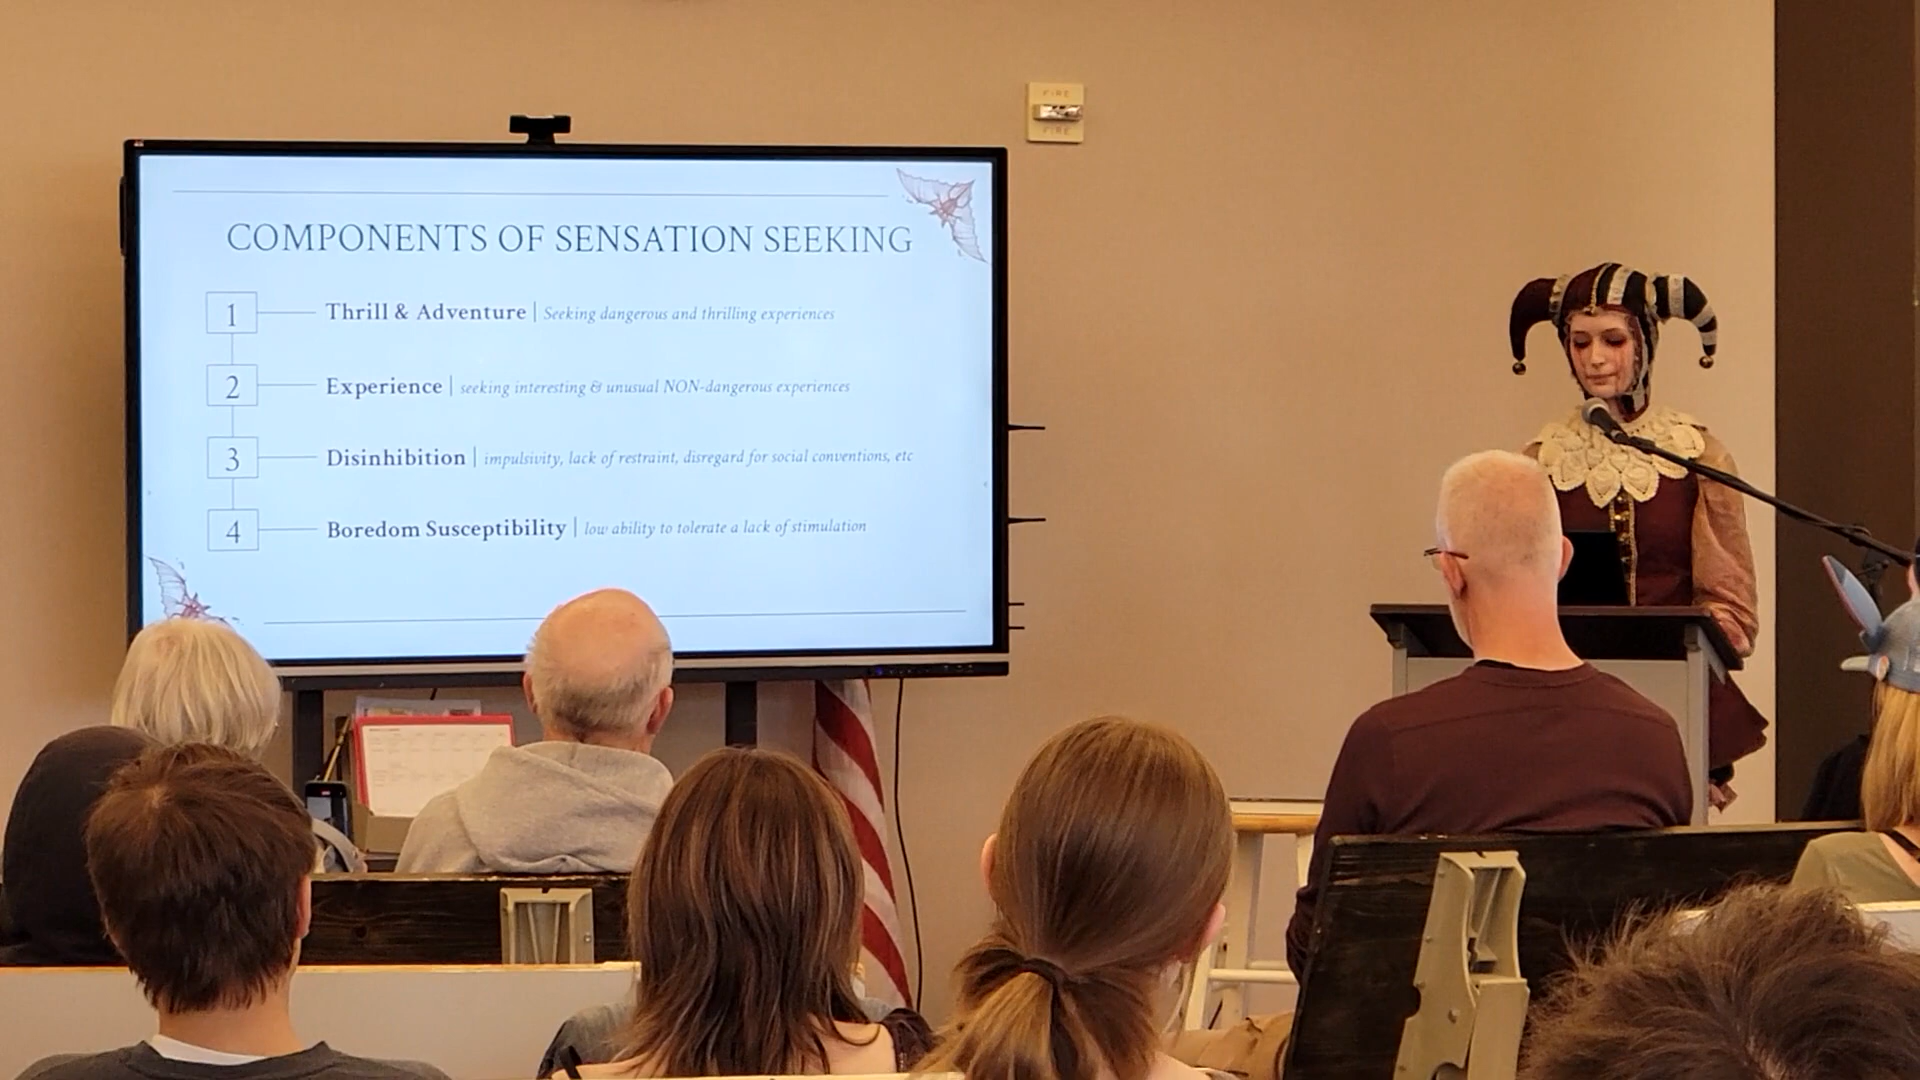 FIRE
FIRE
COMPONENTS OF SENSATION SEEKING
1 Thrill & Adventure | Seeking dangerous and thrilling experiences
2 Experience | seeking interesting & unusual NON-dangerous experiences
3 Disinhibition | impulsivity, lack of restraint, disregard for social conventions, etc
4 Boredom Susceptibility | low ability to tolerate a lack of stimulation